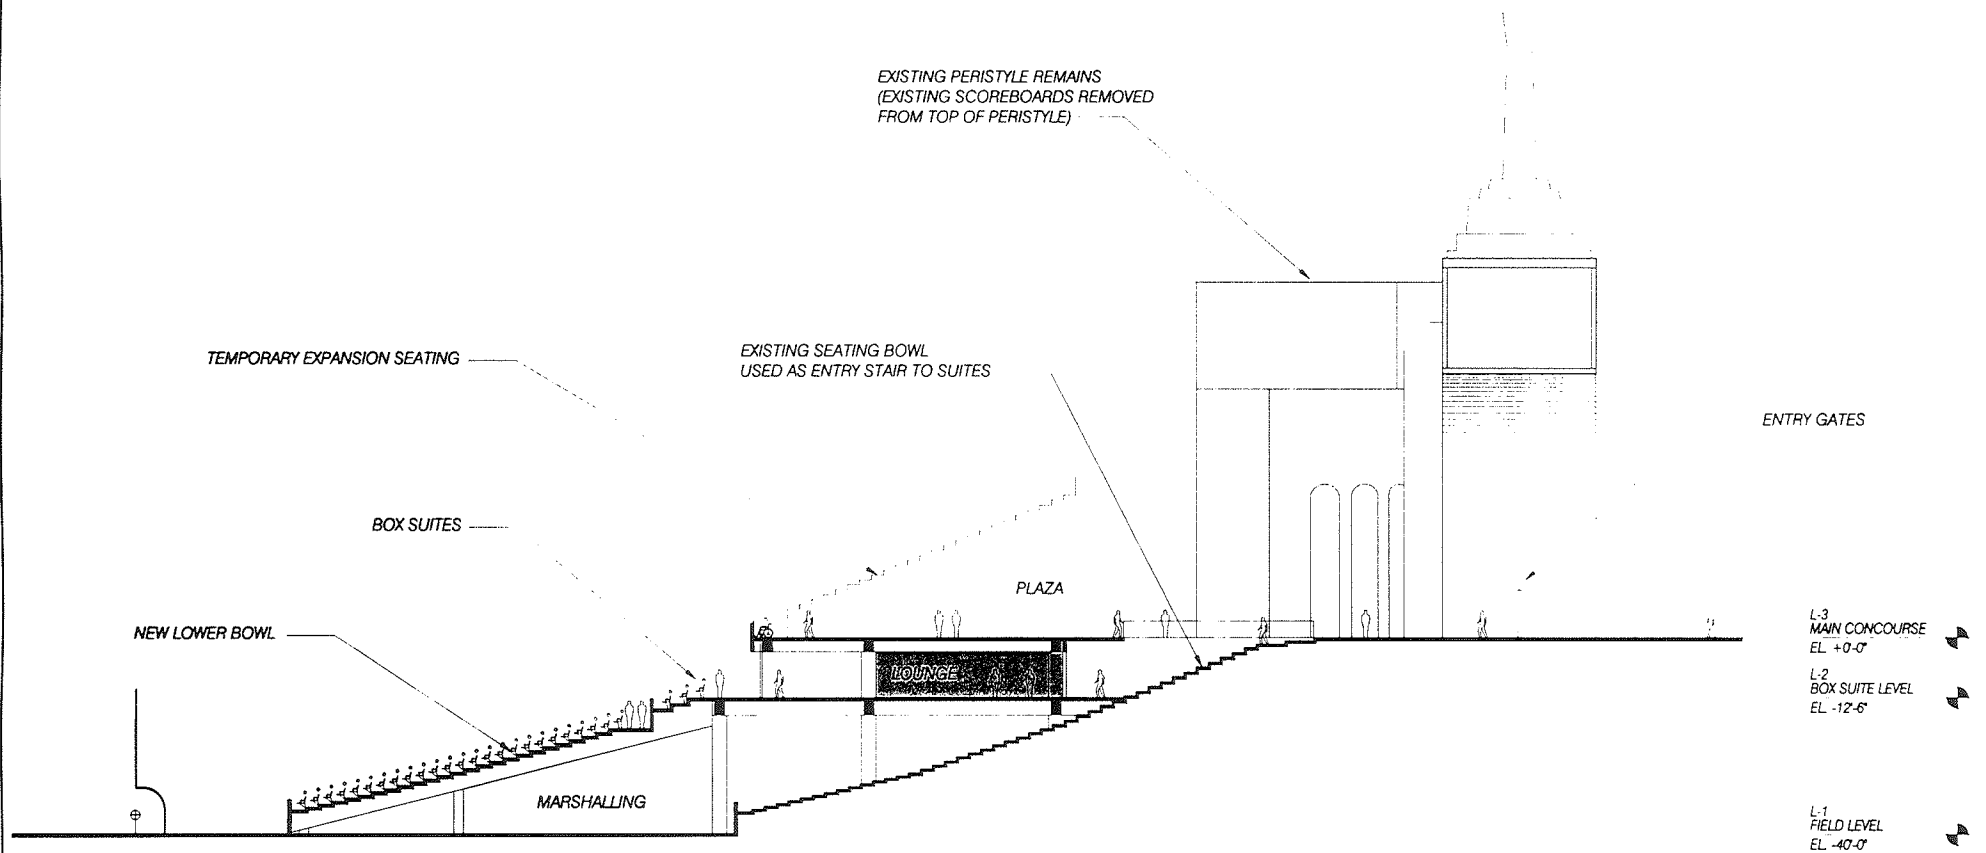 EXISTING PERISTYLE REMAINS
(EXISTING SCOREBOARDS REMOVED
FROM TOP OF PERISTYLE)
TEMPORARY EXPANSION SEATING
EXISTING SEATING BOWL
USED AS ENTRY STAIR TO SUITES
ENTRY GATES
BOX SUITES
PLAZA
NEW LOWER BOWL
LOUNGE
MARSHALLING
L-3
MAIN CONCOURSE
EL. +0'-0"
L-2
BOX SUITE LEVEL
EL. -12'-6"
L-1
FIELD LEVEL
EL. -40'-0"